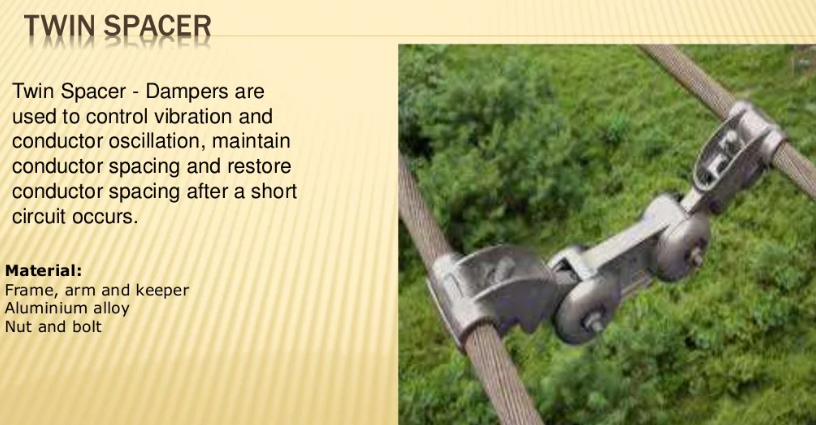 TWIN SPACER
Twin Spacer - Dampers are
used to control vibration and
conductor oscillation, maintain
conductor spacing and restore
conductor spacing after a short
circuit occurs.
Material:
Frame, arm and keeper
Aluminium alloy
Nut and bolt